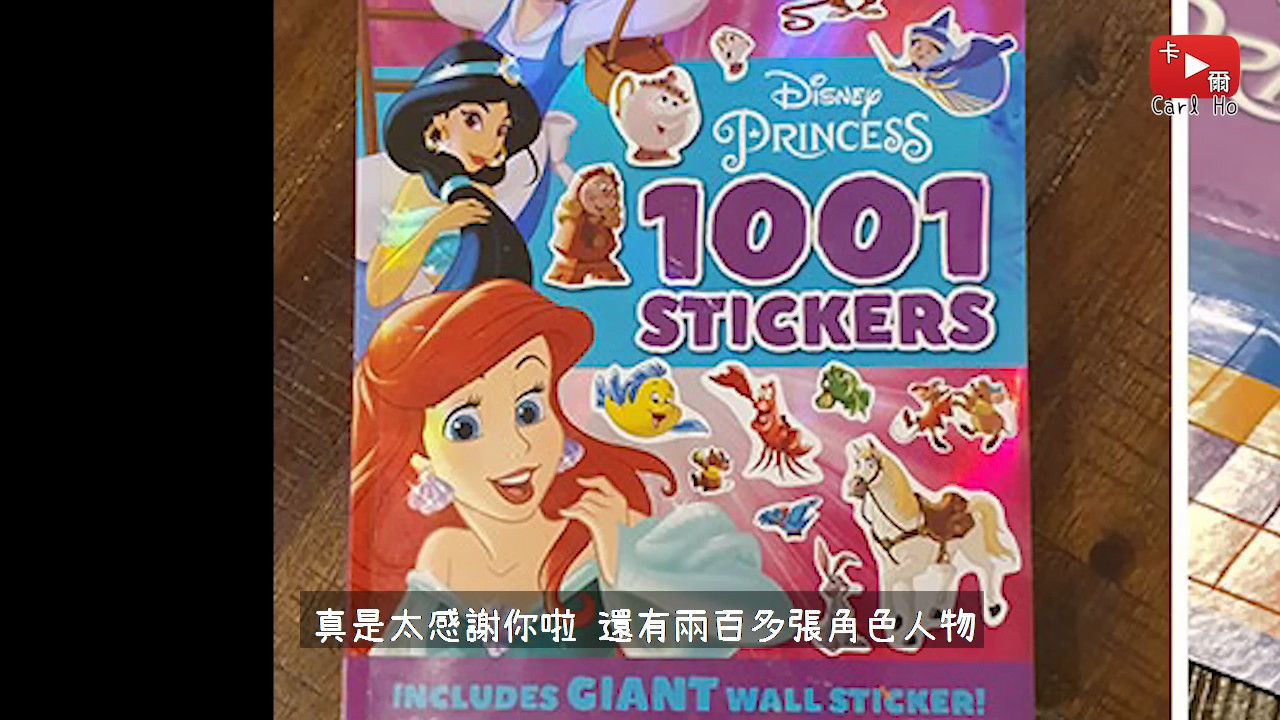 卡
爾
Carl Ho
Disney
PRINCESS
1001
STICKERS
真是太感謝你啦 還有兩百多張角色人物
INCLUDES GIANT WALL STICKER!